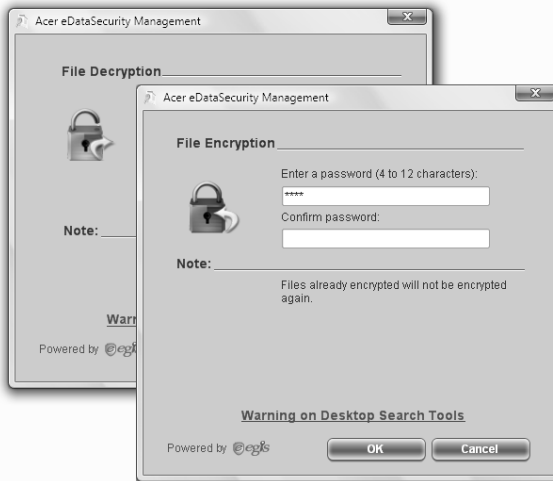 Acer eDataSecurity Management
File Decryption
Note:
Powered by egis
Acer eDataSecurity Management
File Encryption
Enter a password (4 to 12 characters):
****
Confirm password:
Note:
Files already encrypted will not be encrypted
again.
Warning on Desktop Search Tools
Powered by egis
OK
Cancel